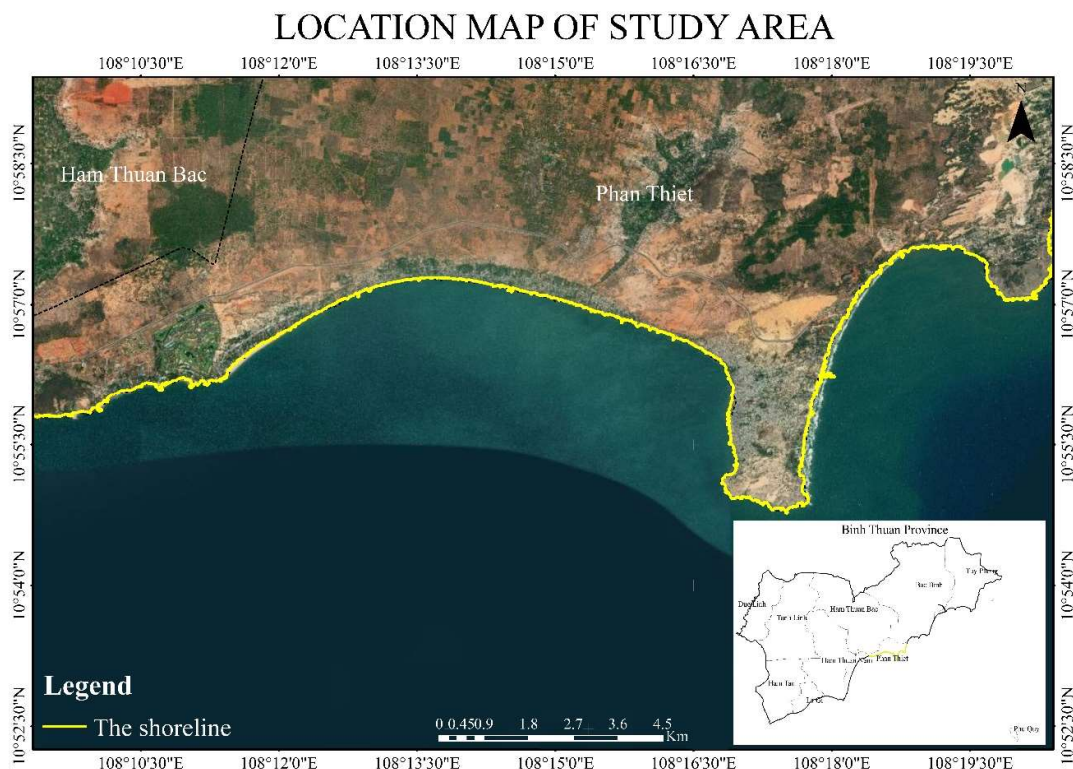 LOCATION MAP OF STUDY AREA
108°10'30"E 108°12'0"E 108°13'30"E 108°15'0"E 108°16'30"E 108°18'0"E 108°19'30"E
N
10°58'30"N 10°58'30"N
Ham Thuan Bac
Phan Thiet
10°57'0"N 10°57'0"N
10°55'30"N 10°55'30"N
Binh Thuan Province
Tuy Phong
Bac Binh
Duc Linh
Ham Thuan Bac
Tanh Linh
Ham Thuan Nam
Phan Thiet
Ham Tan
La Gi
Phu Quy
10°54'0"N 10°54'0"N
Legend
The shoreline
0 0.45 0.9 1.8 2.7 3.6 4.5
Km
10°52'30"N 10°52'30"N
108°10'30"E 108°12'0"E 108°13'30"E 108°15'0"E 108°16'30"E 108°18'0"E 108°19'30"E